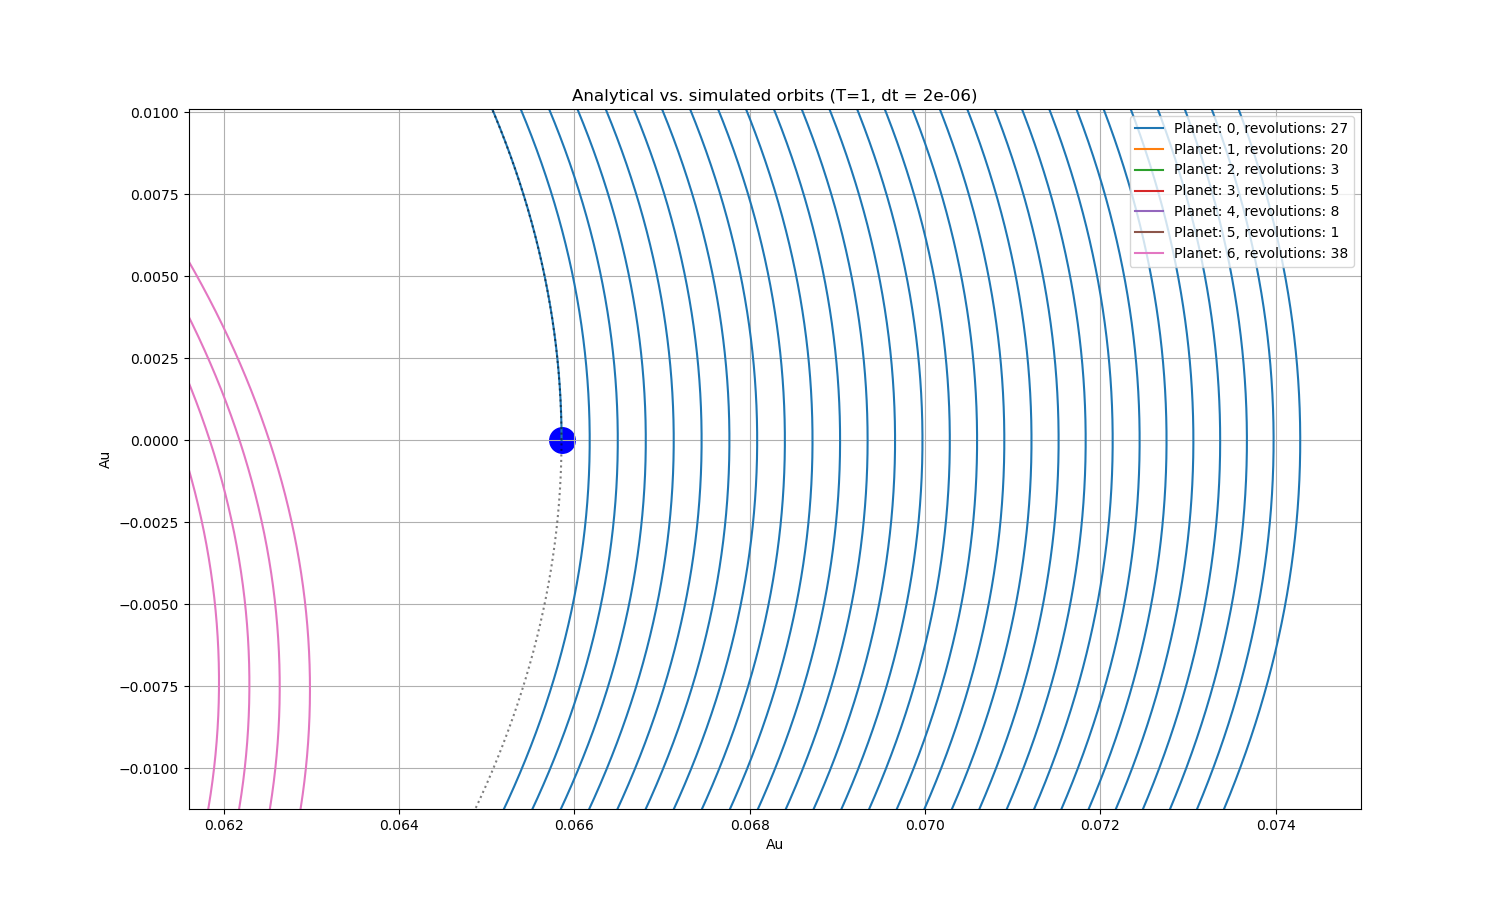 Analytical vs. simulated orbits (T=1, dt = 2e-06)
Planet: 0, revolutions: 27
Planet: 1, revolutions: 20
Planet: 2, revolutions: 3
Planet: 3, revolutions: 5
Planet: 4, revolutions: 8
Planet: 5, revolutions: 1
Planet: 6, revolutions: 38
0.0100
0.0075
0.0050
0.0025
0.0000
−0.0025
−0.0050
−0.0075
−0.0100
Au
0.062 0.064 0.066 0.068 0.070 0.072 0.074
Au